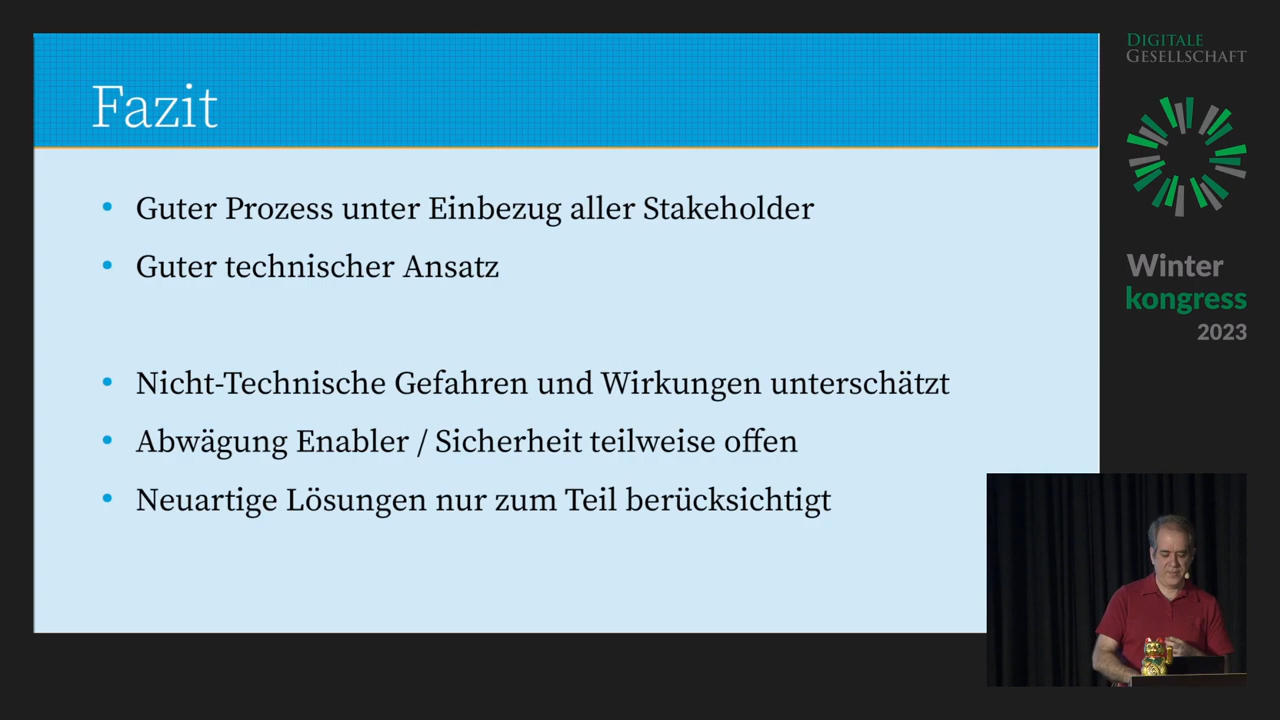 Fazit
Guter Prozess unter Einbezug aller Stakeholder
Guter technischer Ansatz
Nicht-Technische Gefahren und Wirkungen unterschätzt
Abwägung Enabler / Sicherheit teilweise offen
Neuartige Lösungen nur zum Teil berücksichtigt
DIGITALE
GESELLSCHAFT
Winter
kongress
2023